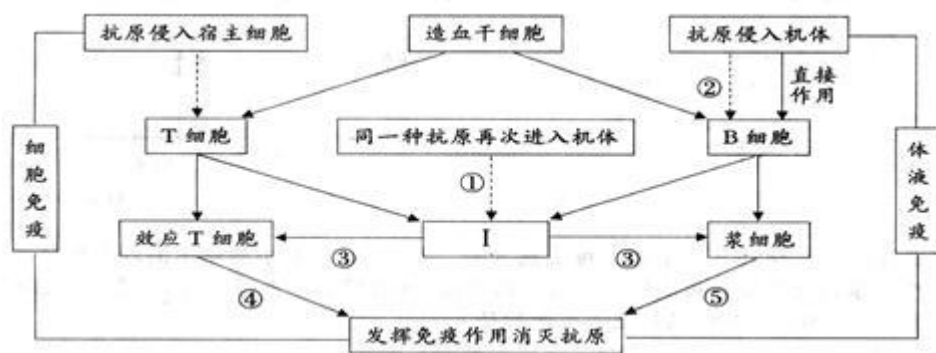 抗原侵入宿主细胞
造血干细胞
抗原侵入机体
②
直接
作用
T细胞
同一种抗原再次进入机体
B细胞
细胞免疫
体液免疫
①
效应T细胞
I
浆细胞
③
③
④
⑤
发挥免疫作用消灭抗原